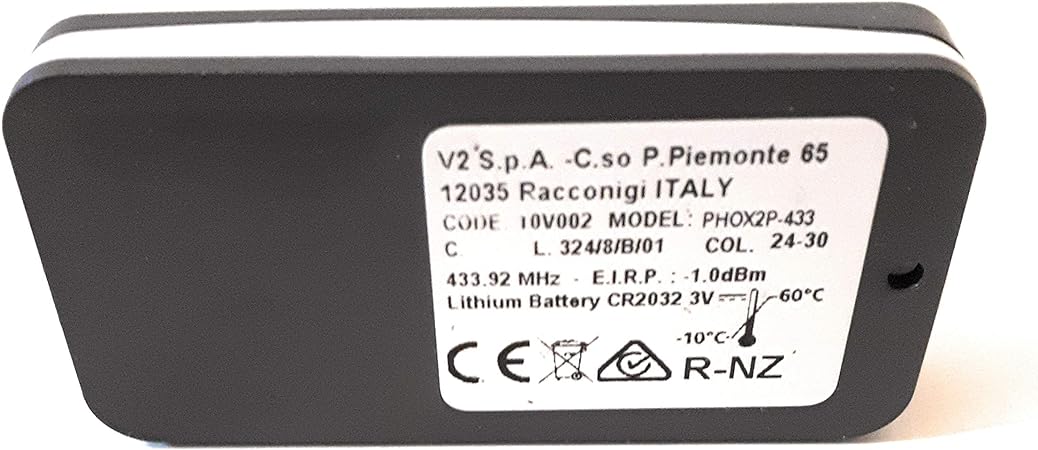 V2 S.p.A. -C.so P.Piemonte 65
12035 Racconigi ITALY
CODE 10V002 MODEL: PHOX2P-433
C. L. 324/8/B/01 COL. 24-30
433.92 MHz - E.I.R.P. : -1.0dBm
Lithium Battery CR2032 3V 60°C
-10°C
CE R-NZ